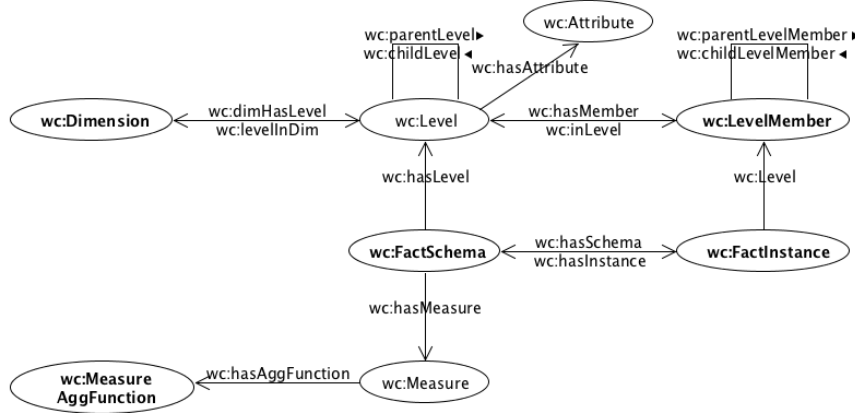 wc:Attribute
wc:parentLevel▸
wc:childLevel◂
wc:hasAttribute
wc:parentLevelMember▸
wc:childLevelMember◂
wc:Dimension
wc:dimHasLevel
wc:levelInDim
wc:Level
wc:hasMember
wc:inLevel
wc:LevelMember
wc:hasLevel
wc:Level
wc:FactSchema
wc:hasSchema
wc:hasInstance
wc:FactInstance
wc:hasMeasure
wc:Measure
AggFunction
wc:hasAggFunction
wc:Measure